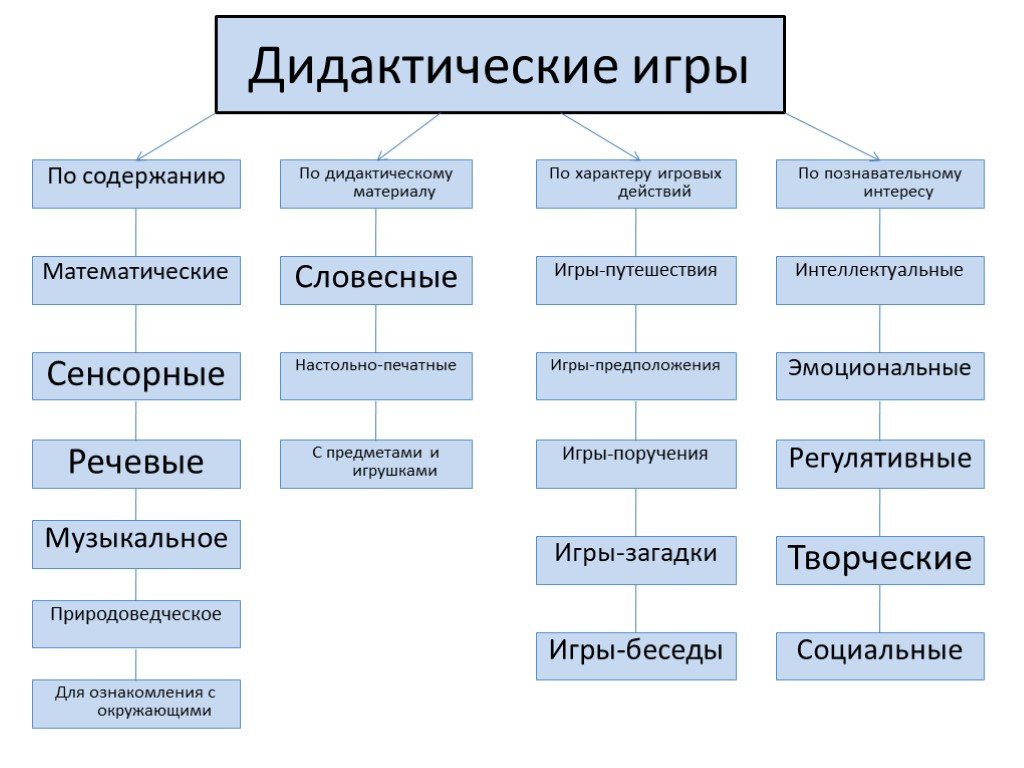 Дидактические игры
По содержанию
Математические
Сенсорные
Речевые
Музыкальное
Природоведческое
Для ознакомления с
окружающими
По дидактическому
материалу
Словесные
Настольно-печатные
С предметами и
игрушками
По характеру игровых
действий
Игры-путешествия
Игры-предположения
Игры-поручения
Игры-загадки
Игры-беседы
По познавательному
интересу
Интеллектуальные
Эмоциональные
Регулятивные
Творческие
Социальные